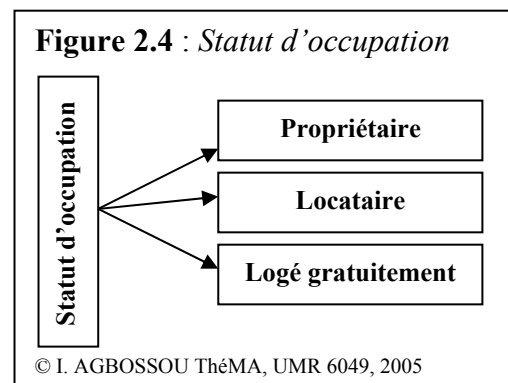 Figure 2.4 : Statut d’occupation
Statut d’occupation
Propriétaire
Locataire
Logé gratuitement
© I. AGBOSSOU ThéMA, UMR 6049, 2005